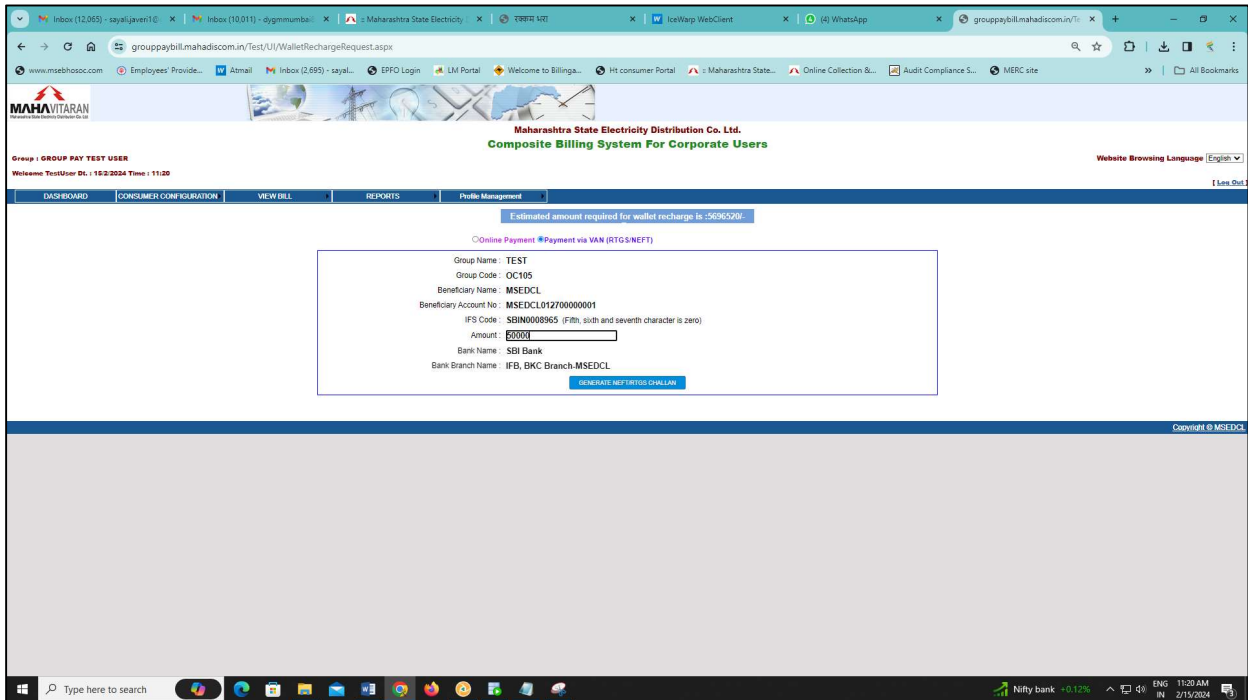 Inbox (12,065) - sayali.javeri1@
Inbox (10,011) - dygmmumbai
:: Maharashtra State Electricity
रक्कम भरा
IceWarp WebClient
(4) WhatsApp
grouppaybill.mahadiscom.in/Te
grouppaybill.mahadiscom.in/Test/UI/WalletRechargeRequest.aspx
www.msebhosoc.com Employees' Provide... Atmail Inbox (2,695) - sayal... EPFO Login LM Portal Welcome to Billinga... Ht consumer Portal :: Maharashtra State... Online Collection &... Audit Compliance S... MERC site » All Bookmarks
MAHAVITARAN
Maharashtra State Electricity Distribution Co. Ltd.
Maharashtra State Electricity Distribution Co. Ltd.
Composite Billing System For Corporate Users
Group : GROUP PAY TEST USER
Website Browsing Language English
Welcome TestUser Dt. : 15/2/2024 Time : 11:20
[ Log Out ]
DASHBOARD CONSUMER CONFIGURATION VIEW BILL REPORTS Profile Management
Estimated amount required for wallet recharge is :5696520/-
Online Payment Payment via VAN (RTGS/NEFT)
Group Name : TEST
Group Code : OC105
Beneficiary Name : MSEDCL
Beneficiary Account No : MSEDCL012700000001
IFS Code : SBIN0008965 (Fifth, sixth and seventh character is zero)
Amount : 50000
Bank Name : SBI Bank
Bank Branch Name : IFB, BKC Branch-MSEDCL
GENERATE NEFT/RTGS CHALLAN
Copyright @ MSEDCL
Type here to search
Nifty bank +0.12%
ENG 11:20 AM
IN 2/15/2024